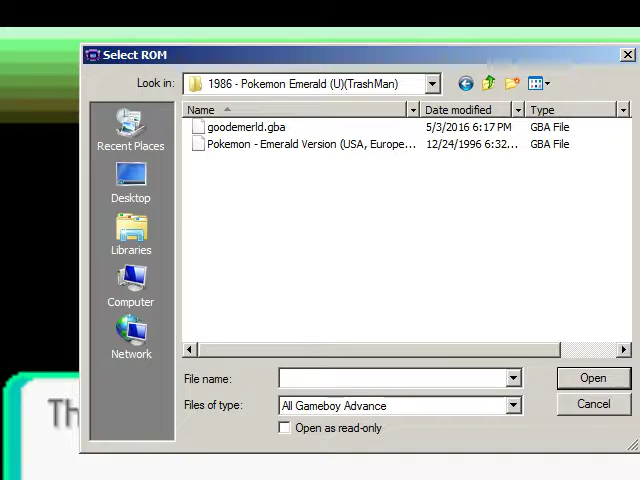 Select ROM
Look in: 1986 - Pokemon Emerald (U)(TrashMan)
Name Date modified Type
goodemerld.gba 5/3/2016 6:17 PM GBA File
Pokemon - Emerald Version (USA, Europe... 12/24/1996 6:32... GBA File
Recent Places
Desktop
Libraries
Computer
Network
File name: Open
Files of type: All Gameboy Advance Cancel
Open as read-only
Th